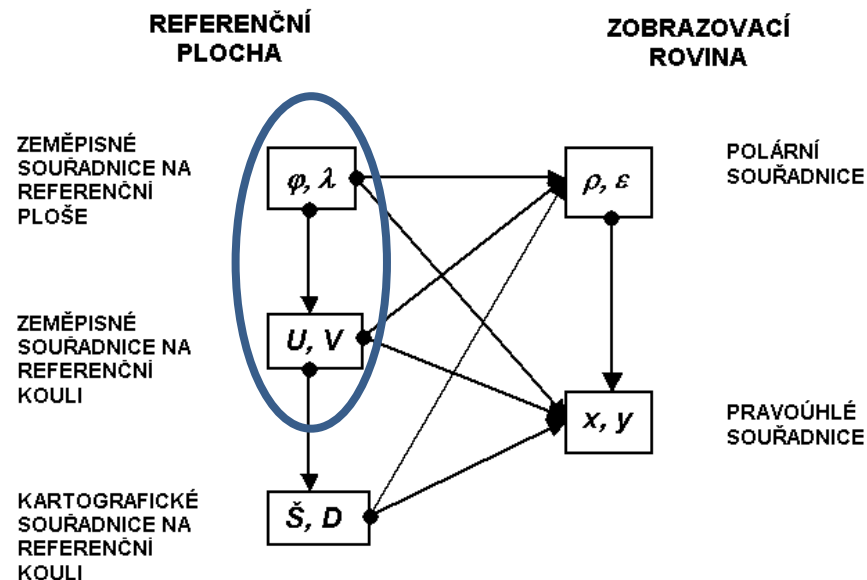 REFERENČNÍ
PLOCHA
ZOBRAZOVACÍ
ROVINA
ZEMĚPISNÉ
SOUŘADNICE NA
REFERENČNÍ
PLOŠE
φ, λ
ρ, ε
POLÁRNÍ
SOUŘADNICE
ZEMĚPISNÉ
SOUŘADNICE NA
REFERENČNÍ
KOULI
U, V
x, y
PRAVOÚHLÉ
SOUŘADNICE
KARTOGRAFICKÉ
SOUŘADNICE NA
REFERENČNÍ
KOULI
Š, D